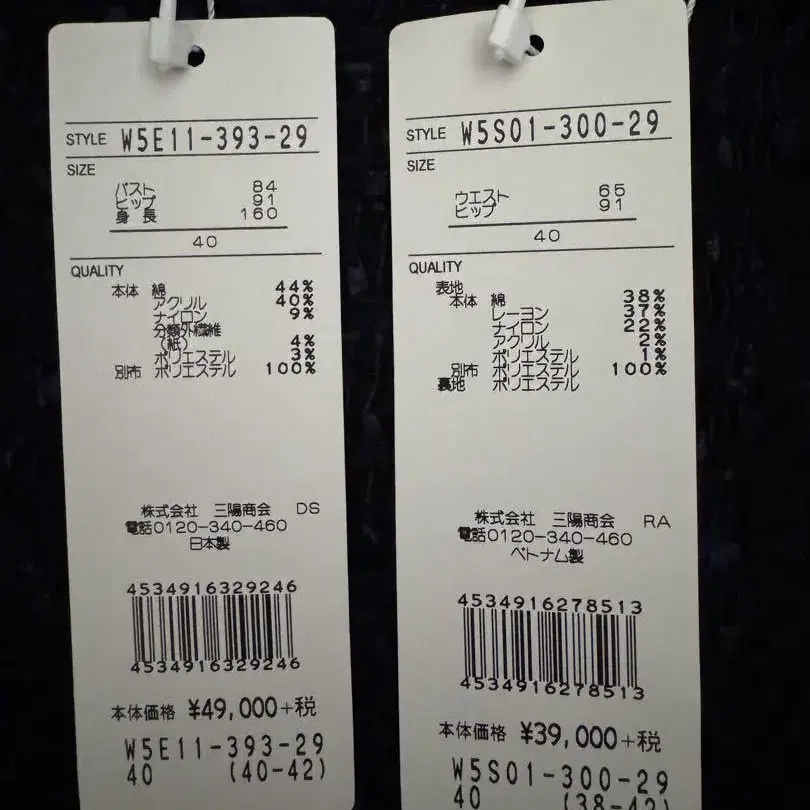 STYLE W5E11-393-29
SIZE
バスト 84
ヒップ 91
身 長 160
40
QUALITY
本体 綿 44%
アクリル 40%
ナイロン 9%
分類外繊維
(紙) 4%
ポリエステル 3%
別布 ポリエステル 100%
株式会社 三陽商会 DS
電話0120-340-460
日本製
4534916329246
4534916329246
本体価格 ¥49,000+税
W5E11-393-29
40 (40-42)
STYLE W5S01-300-29
SIZE
ウエスト 65
ヒップ 91
40
QUALITY
表地
本体 綿 38%
レーヨン 37%
ナイロン 22%
アクリル 2%
ポリエステル 1%
別布 ポリエステル 100%
裏地 ポリエステル
株式会社 三陽商会 RA
電話0120-340-460
ベトナム製
4534916278513
4534916278513
本体価格 ¥39,000+税
W5S01-300-29
40 (38-42)